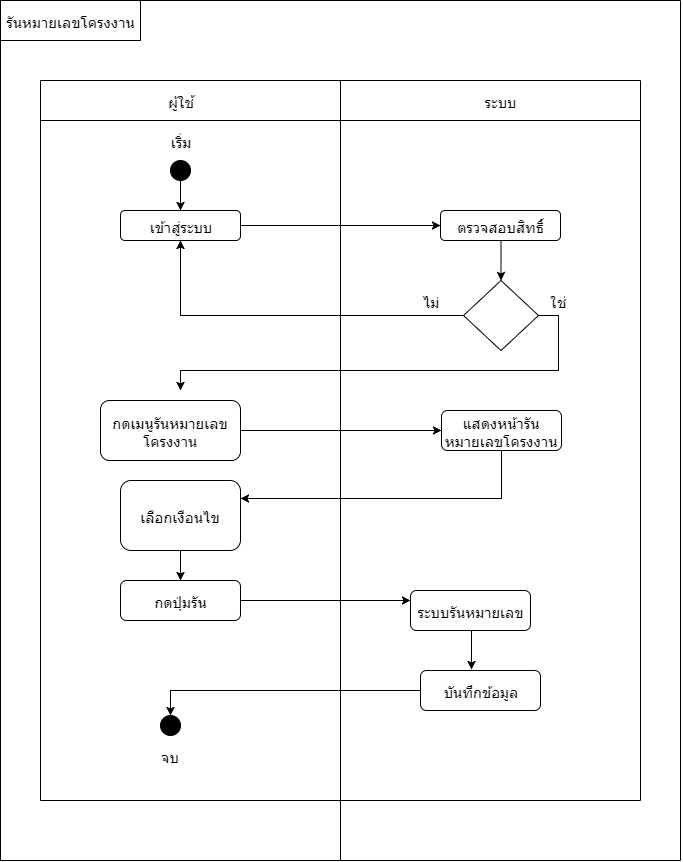 รันหมายเลขโครงงาน
ผู้ใช้
ระบบ
เริ่ม
เข้าสู่ระบบ
ตรวจสอบสิทธิ์
ไม่
ใช่
กดเมนูรันหมายเลข
โครงงาน
แสดงหน้ารัน
หมายเลขโครงงาน
เลือกเงือนไข
กดปุ่มรัน
ระบบรันหมายเลข
บันทึกข้อมูล
จบ